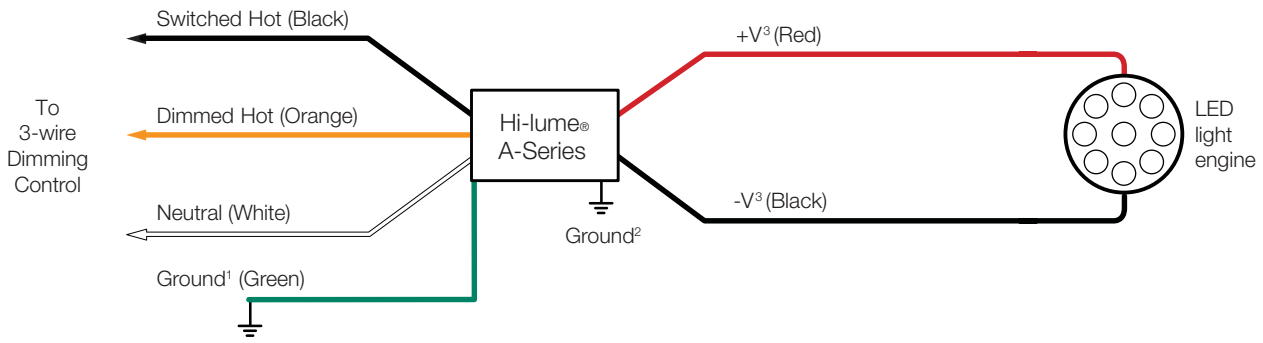 Switched Hot (Black)
To
3-wire
Dimming
Control
Dimmed Hot (Orange)
Neutral (White)
Ground¹ (Green)
Hi-lume®
A-Series
Ground²
+V³ (Red)
-V³ (Black)
LED
light
engine